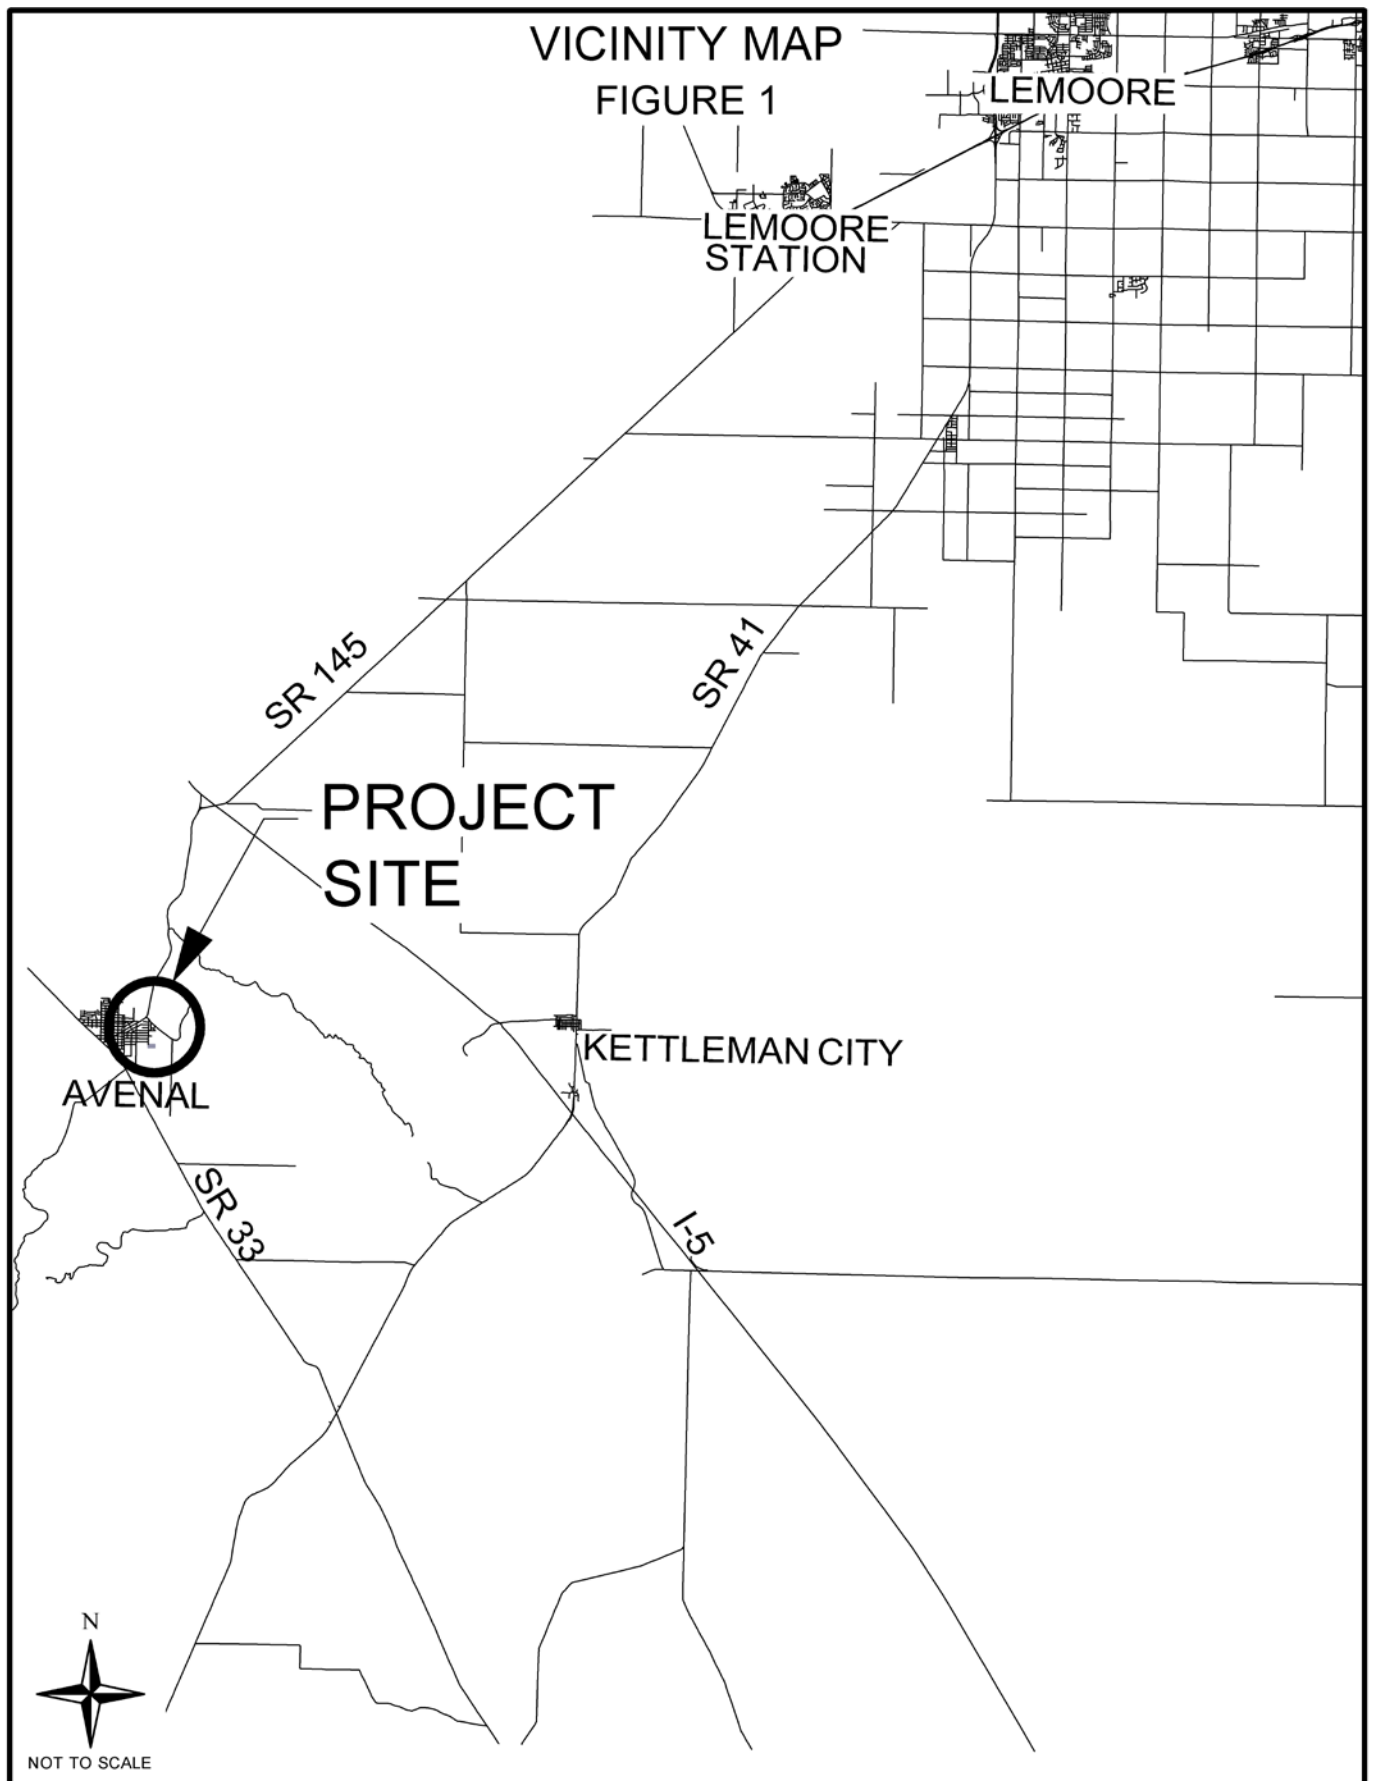 VICINITY MAP
FIGURE 1
LEMOORE
LEMOORE
STATION
SR 145
SR 41
PROJECT
SITE
KETTLEMAN CITY
AVENAL
SR 33
I-5
N
NOT TO SCALE